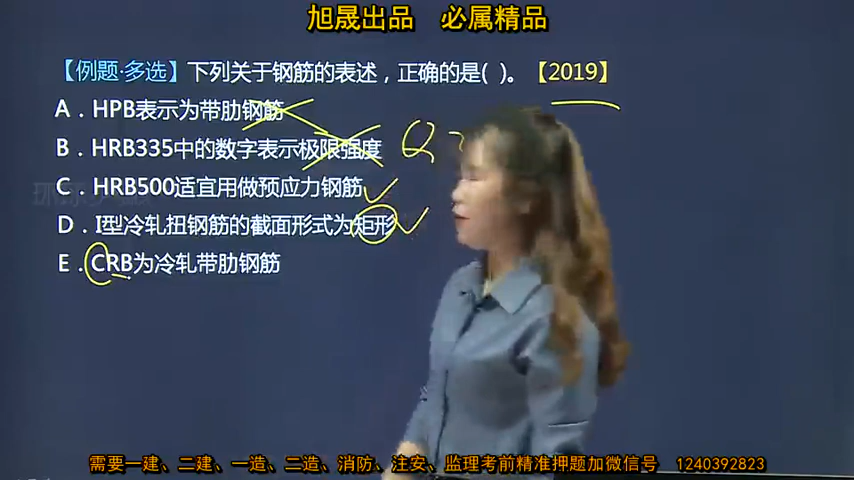 旭晟出品 必属精品
【例题·多选】下列关于钢筋的表述，正确的是( )。【2019】
A．HPB表示为带肋钢筋
B．HRB335中的数字表示极限强度
C．HRB500适宜用做预应力钢筋
D．I型冷轧扭钢筋的截面形式为矩形
E．CRB为冷轧带肋钢筋
需要一建、二建、一造、二造、消防、注安、监理考前精准押题加微信号 1240392823